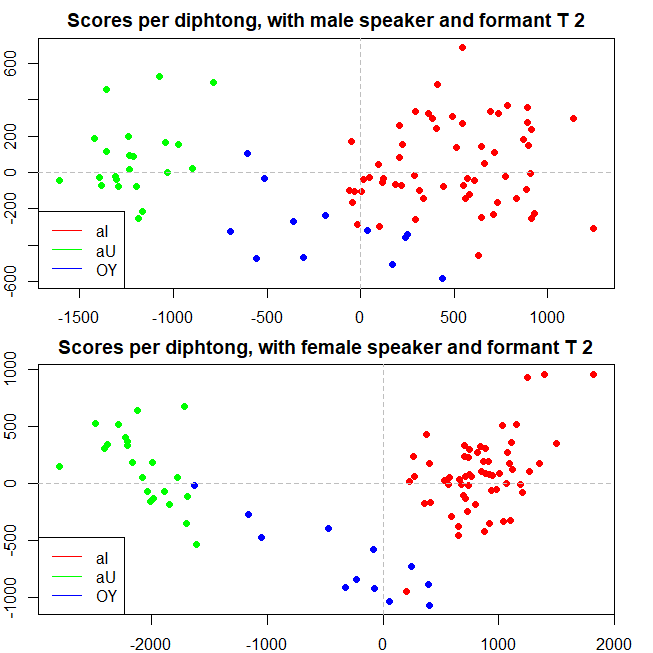 Scores per diphtong, with male speaker and formant T 2
600
200
0
-200
-600
aI
aU
OY
-1500
-1000
-500
0
500
1000
Scores per diphtong, with female speaker and formant T 2
1000
500
0
-500
-1000
aI
aU
OY
-2000
-1000
0
1000
2000